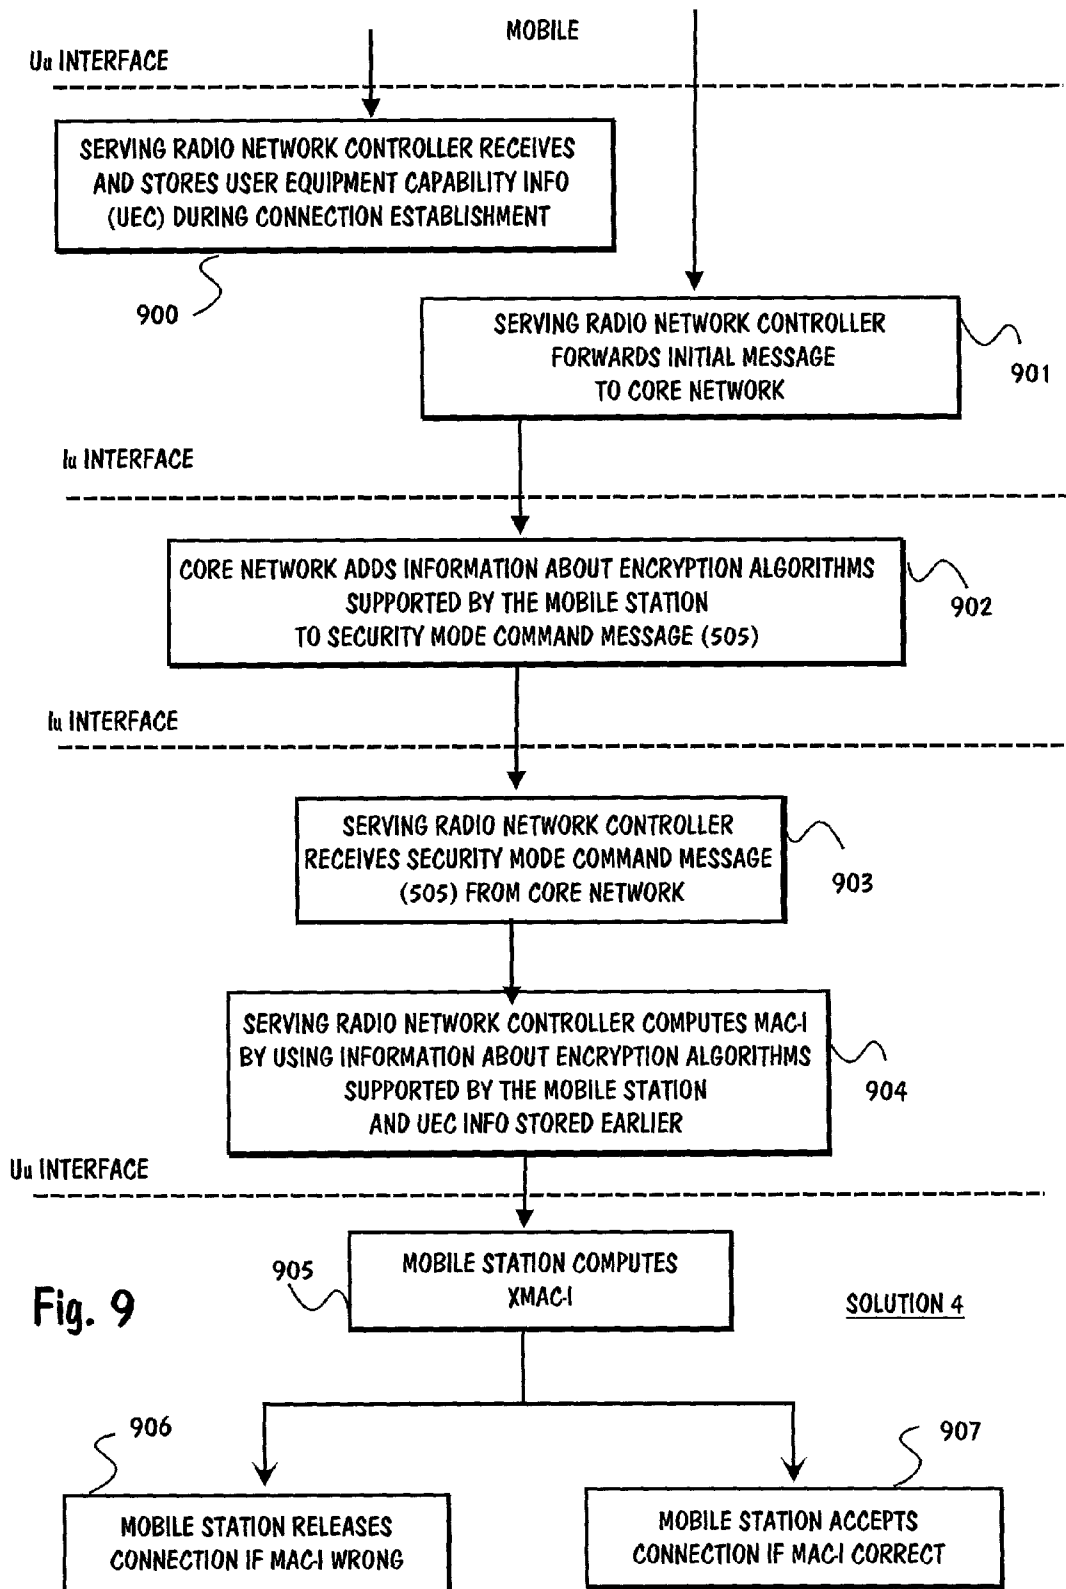 MOBILE
Uu INTERFACE
SERVING RADIO NETWORK CONTROLLER RECEIVES
AND STORES USER EQUIPMENT CAPABILITY INFO
(UEC) DURING CONNECTION ESTABLISHMENT
900
SERVING RADIO NETWORK CONTROLLER
FORWARDS INITIAL MESSAGE
TO CORE NETWORK
901
Iu INTERFACE
CORE NETWORK ADDS INFORMATION ABOUT ENCRYPTION ALGORITHMS
SUPPORTED BY THE MOBILE STATION
TO SECURITY MODE COMMAND MESSAGE (505)
902
Iu INTERFACE
SERVING RADIO NETWORK CONTROLLER
RECEIVES SECURITY MODE COMMAND MESSAGE
(505) FROM CORE NETWORK
903
SERVING RADIO NETWORK CONTROLLER COMPUTES MAC-I
BY USING INFORMATION ABOUT ENCRYPTION ALGORITHMS
SUPPORTED BY THE MOBILE STATION
AND UEC INFO STORED EARLIER
904
Uu INTERFACE
MOBILE STATION COMPUTES
XMAC-I
905
Fig. 9
SOLUTION 4
906
907
MOBILE STATION RELEASES
CONNECTION IF MAC-I WRONG
MOBILE STATION ACCEPTS
CONNECTION IF MAC-I CORRECT